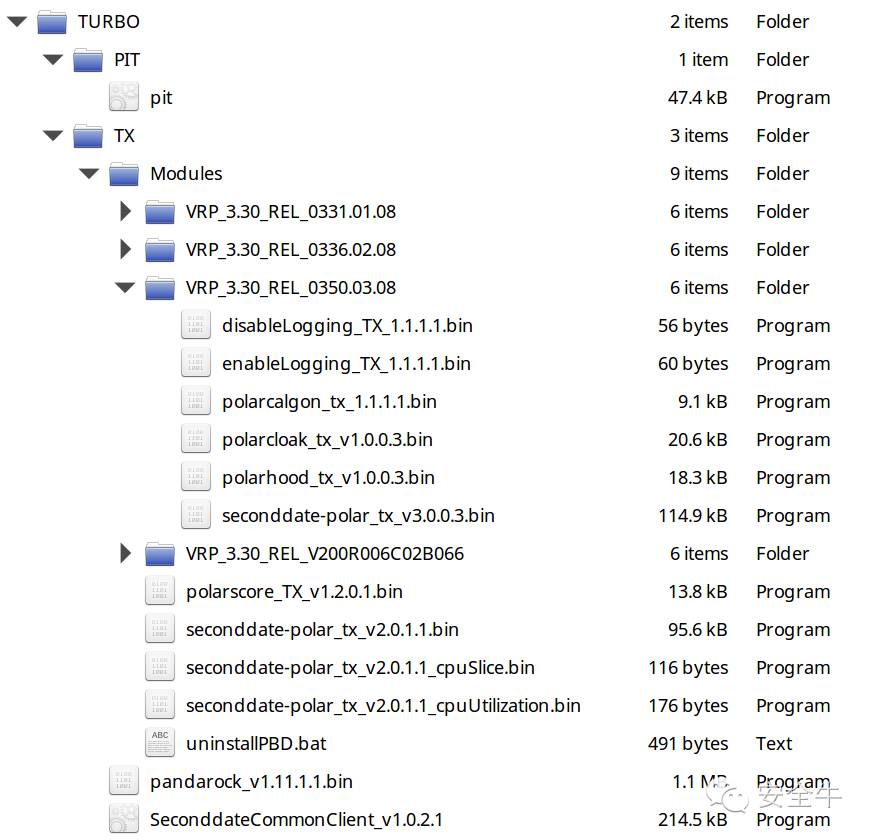 TURBO 2 items Folder
PIT 1 item Folder
pit 47.4 kB Program
TX 3 items Folder
Modules 9 items Folder
VRP_3.30_REL_0331.01.08 6 items Folder
VRP_3.30_REL_0336.02.08 6 items Folder
VRP_3.30_REL_0350.03.08 6 items Folder
disableLogging_TX_1.1.1.1.bin 56 bytes Program
enableLogging_TX_1.1.1.1.bin 60 bytes Program
polarcalgon_tx_1.1.1.1.bin 9.1 kB Program
polarcloak_tx_v1.0.0.3.bin 20.6 kB Program
polarhood_tx_v1.0.0.3.bin 18.3 kB Program
seconddate-polar_tx_v3.0.0.3.bin 114.9 kB Program
VRP_3.30_REL_V200R006C02B066 6 items Folder
polarscore_TX_v1.2.0.1.bin 13.8 kB Program
seconddate-polar_tx_v2.0.1.1.bin 95.6 kB Program
seconddate-polar_tx_v2.0.1.1_cpuSlice.bin 116 bytes Program
seconddate-polar_tx_v2.0.1.1_cpuUtilization.bin 176 bytes Program
ABC
uninstallPBD.bat 491 bytes Text
pandarock_v1.11.1.1.bin 1.1 MB Program
安全牛
SeconddateCommonClient_v1.0.2.1 214.5 kB Program